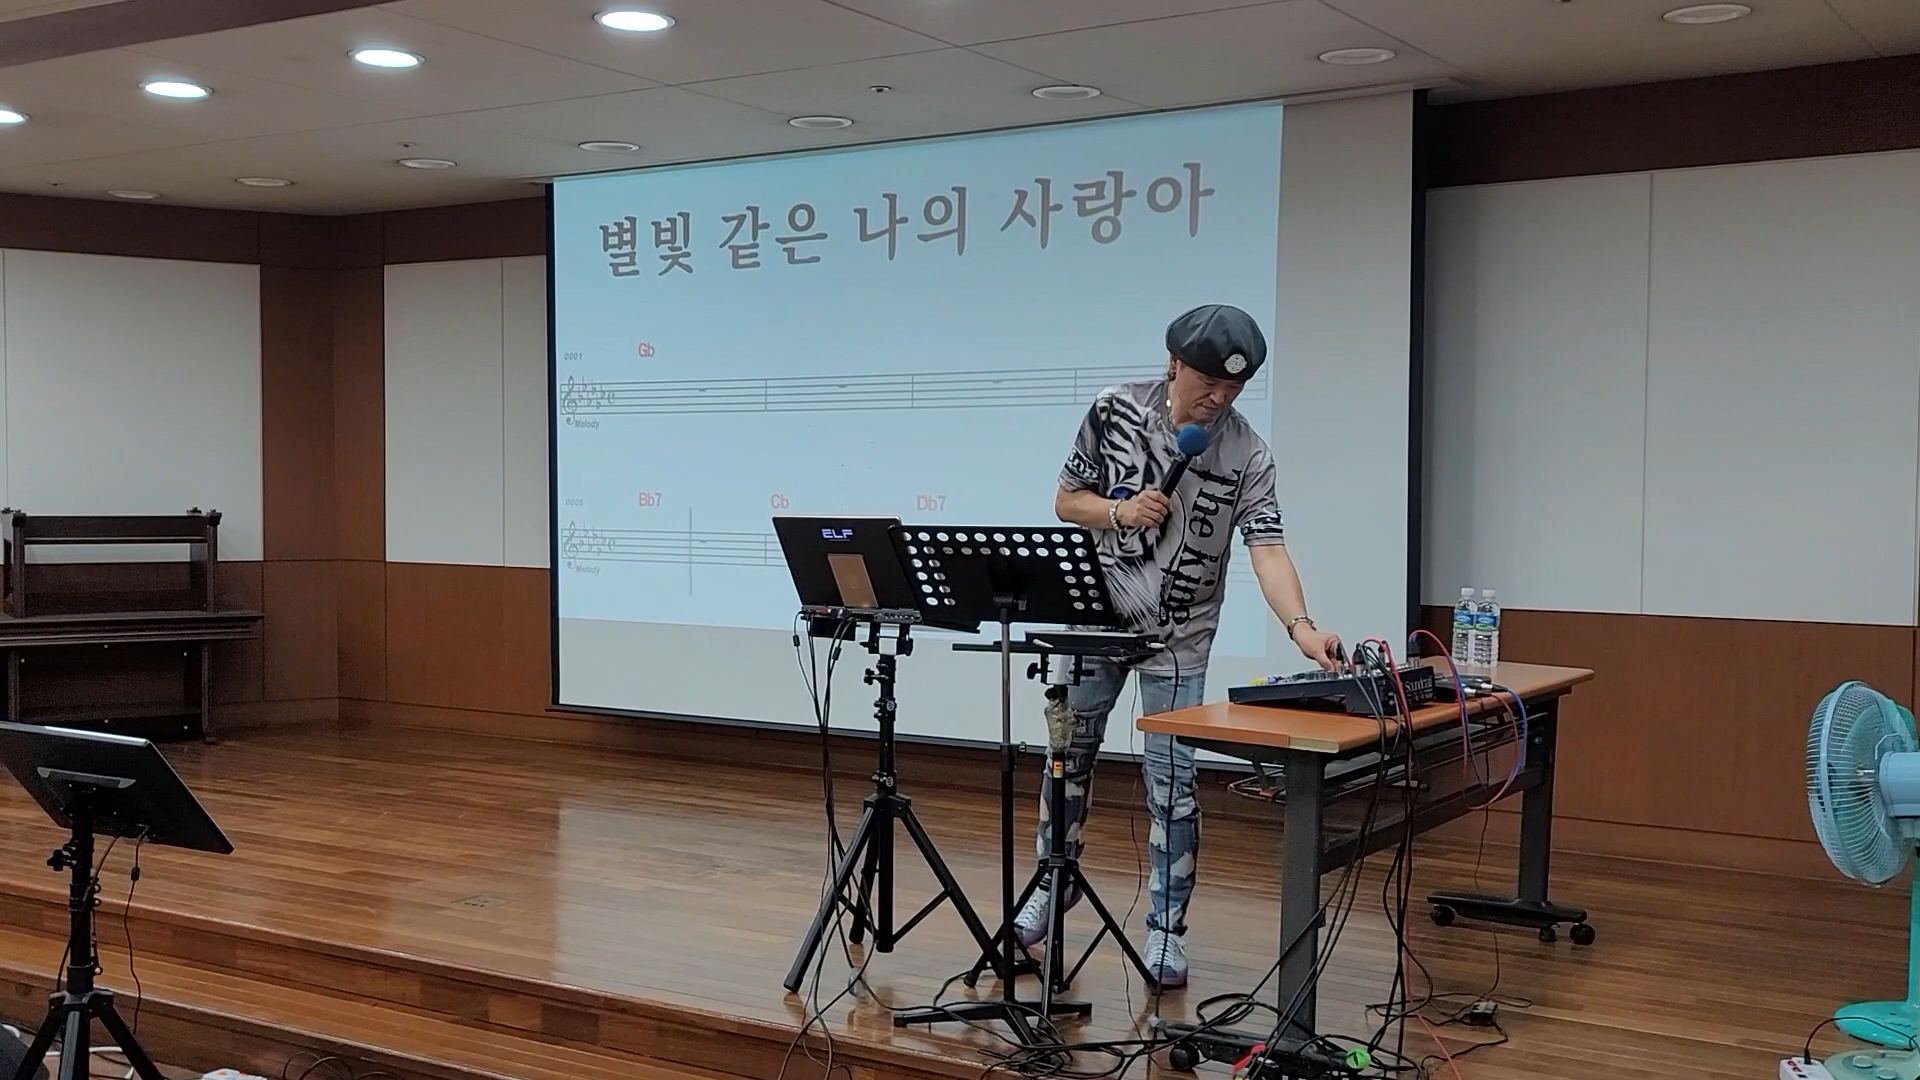 별빛 같은 나의 사랑아
0001 Gb
Melody
0005 Bb7 Cb Db7
Melody
ELF
The King
Soundcraft